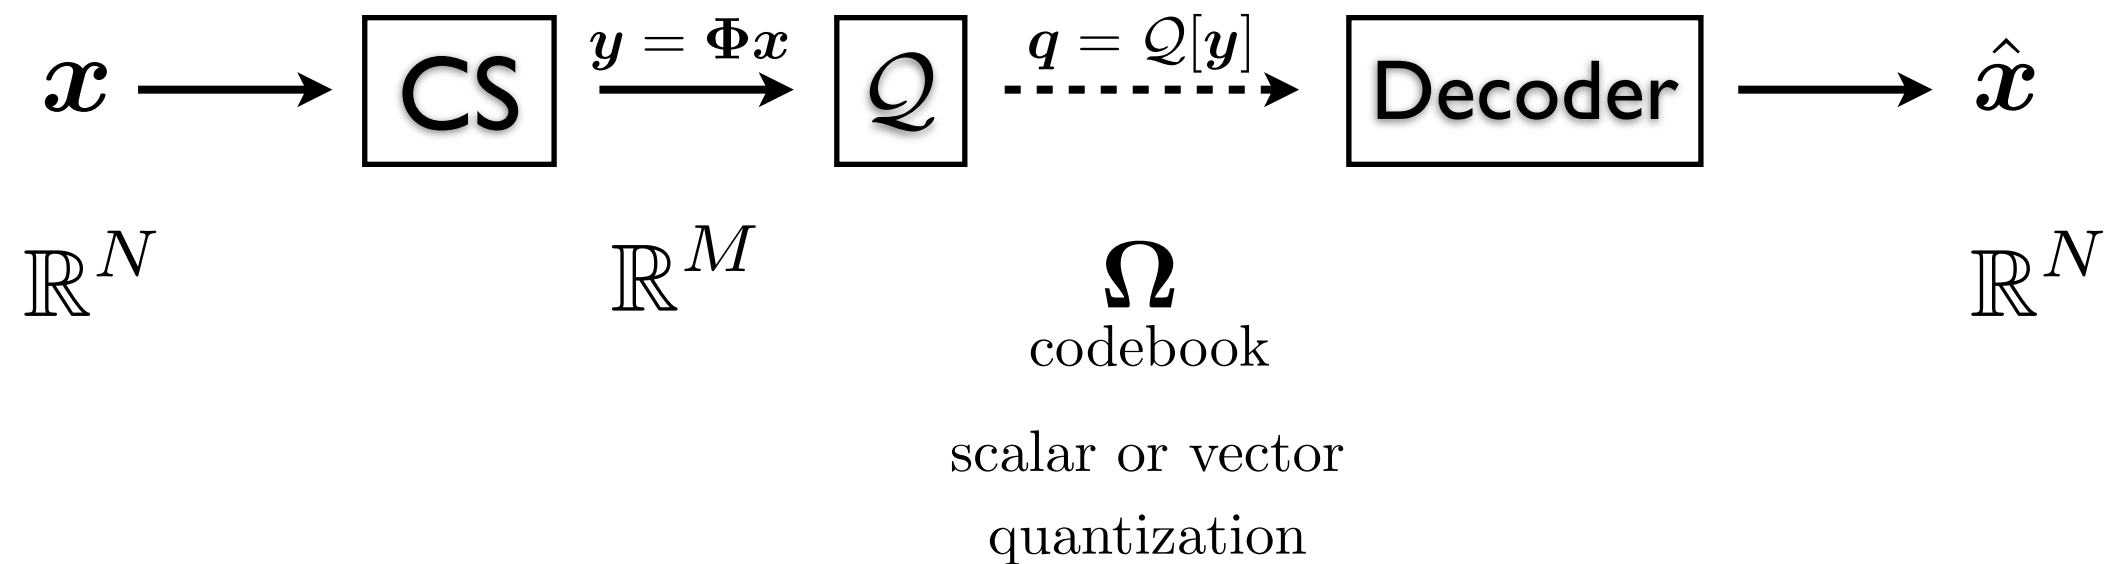 x CS y = Φx Q q = Q[y] Decoder x̂
ℝ^N ℝ^M Ω ℝ^N
codebook
scalar or vector
quantization